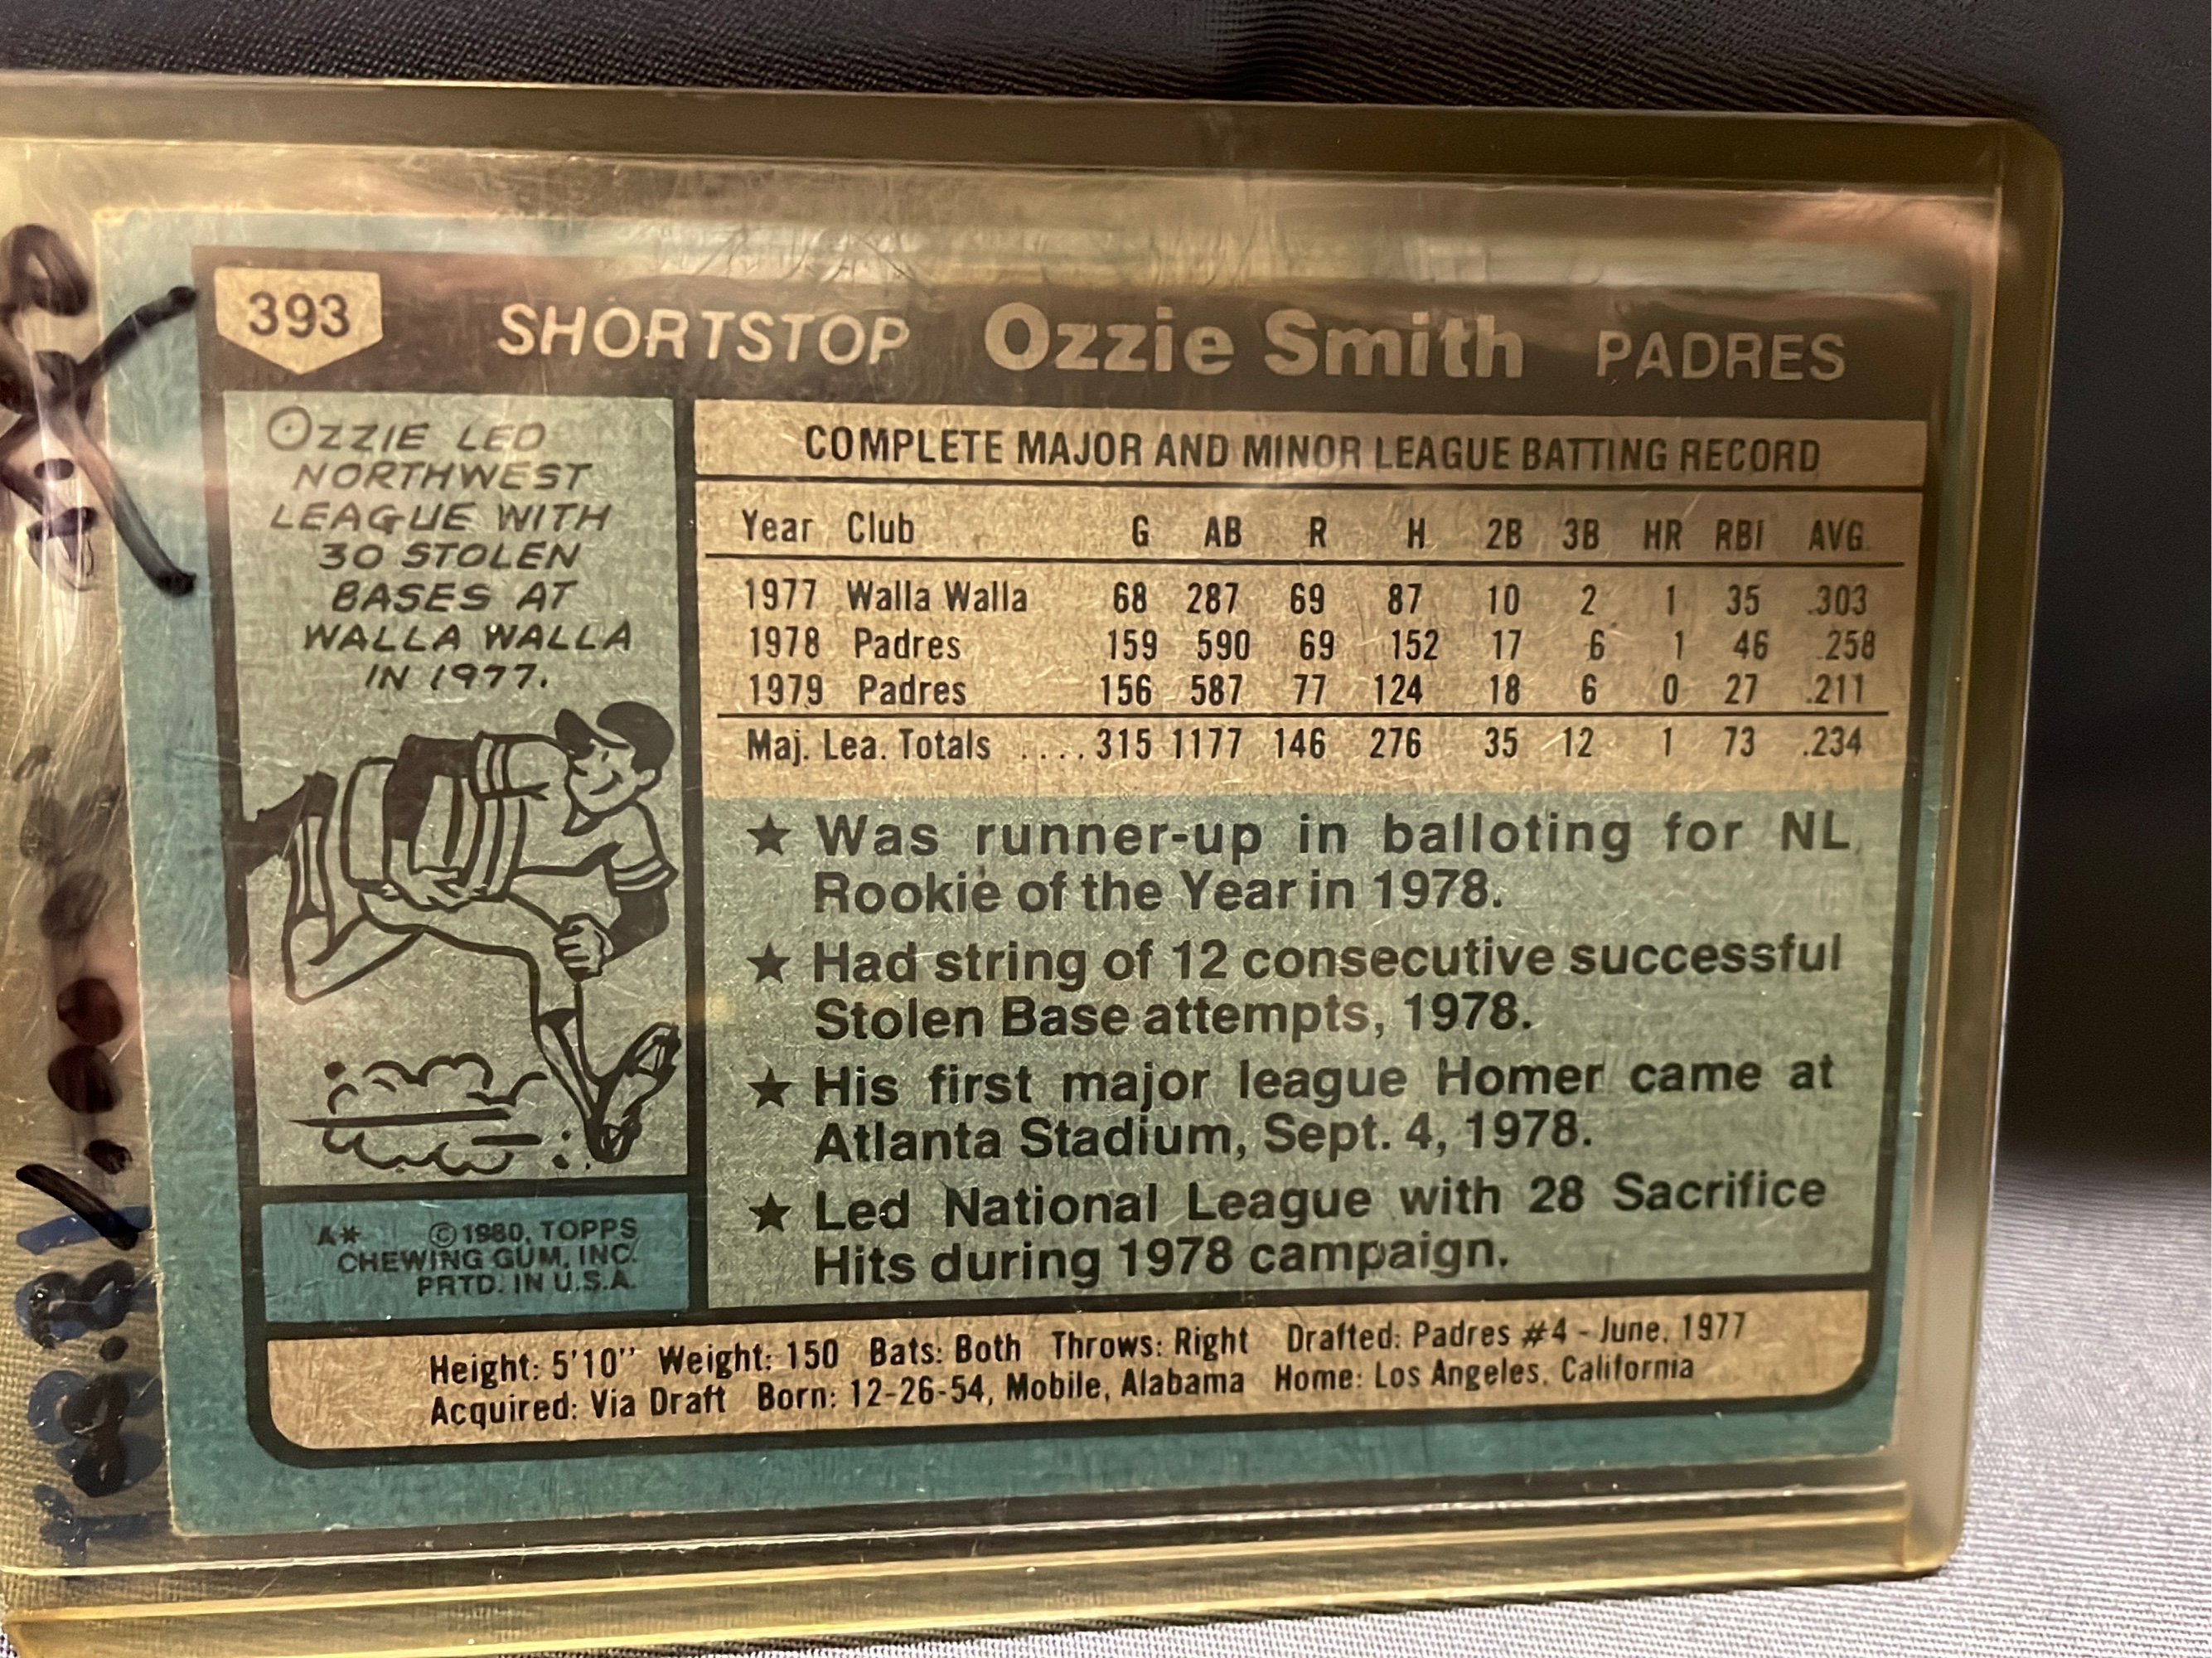 393 SHORTSTOP Ozzie Smith PADRES
OZZIE LED
NORTHWEST
LEAGUE WITH
30 STOLEN
BASES AT
WALLA WALLA
IN 1977.
COMPLETE MAJOR AND MINOR LEAGUE BATTING RECORD
Year Club G AB R H 2B 3B HR RBI AVG.
1977 Walla Walla 68 287 69 87 10 2 1 35 .303
1978 Padres 159 590 69 152 17 6 1 46 .258
1979 Padres 156 587 77 124 18 6 0 27 .211
Maj. Lea. Totals .... 315 1177 146 276 35 12 1 73 .234
★ Was runner-up in balloting for NL
Rookie of the Year in 1978.
★ Had string of 12 consecutive successful
Stolen Base attempts, 1978.
★ His first major league Homer came at
Atlanta Stadium, Sept. 4, 1978.
★ Led National League with 28 Sacrifice
Hits during 1978 campaign.
A* ©1980, TOPPS
CHEWING GUM, INC.
PRTD. IN U.S.A.
Height: 5'10" Weight: 150 Bats: Both Throws: Right Drafted: Padres #4 - June, 1977
Acquired: Via Draft Born: 12-26-54, Mobile, Alabama Home: Los Angeles, California